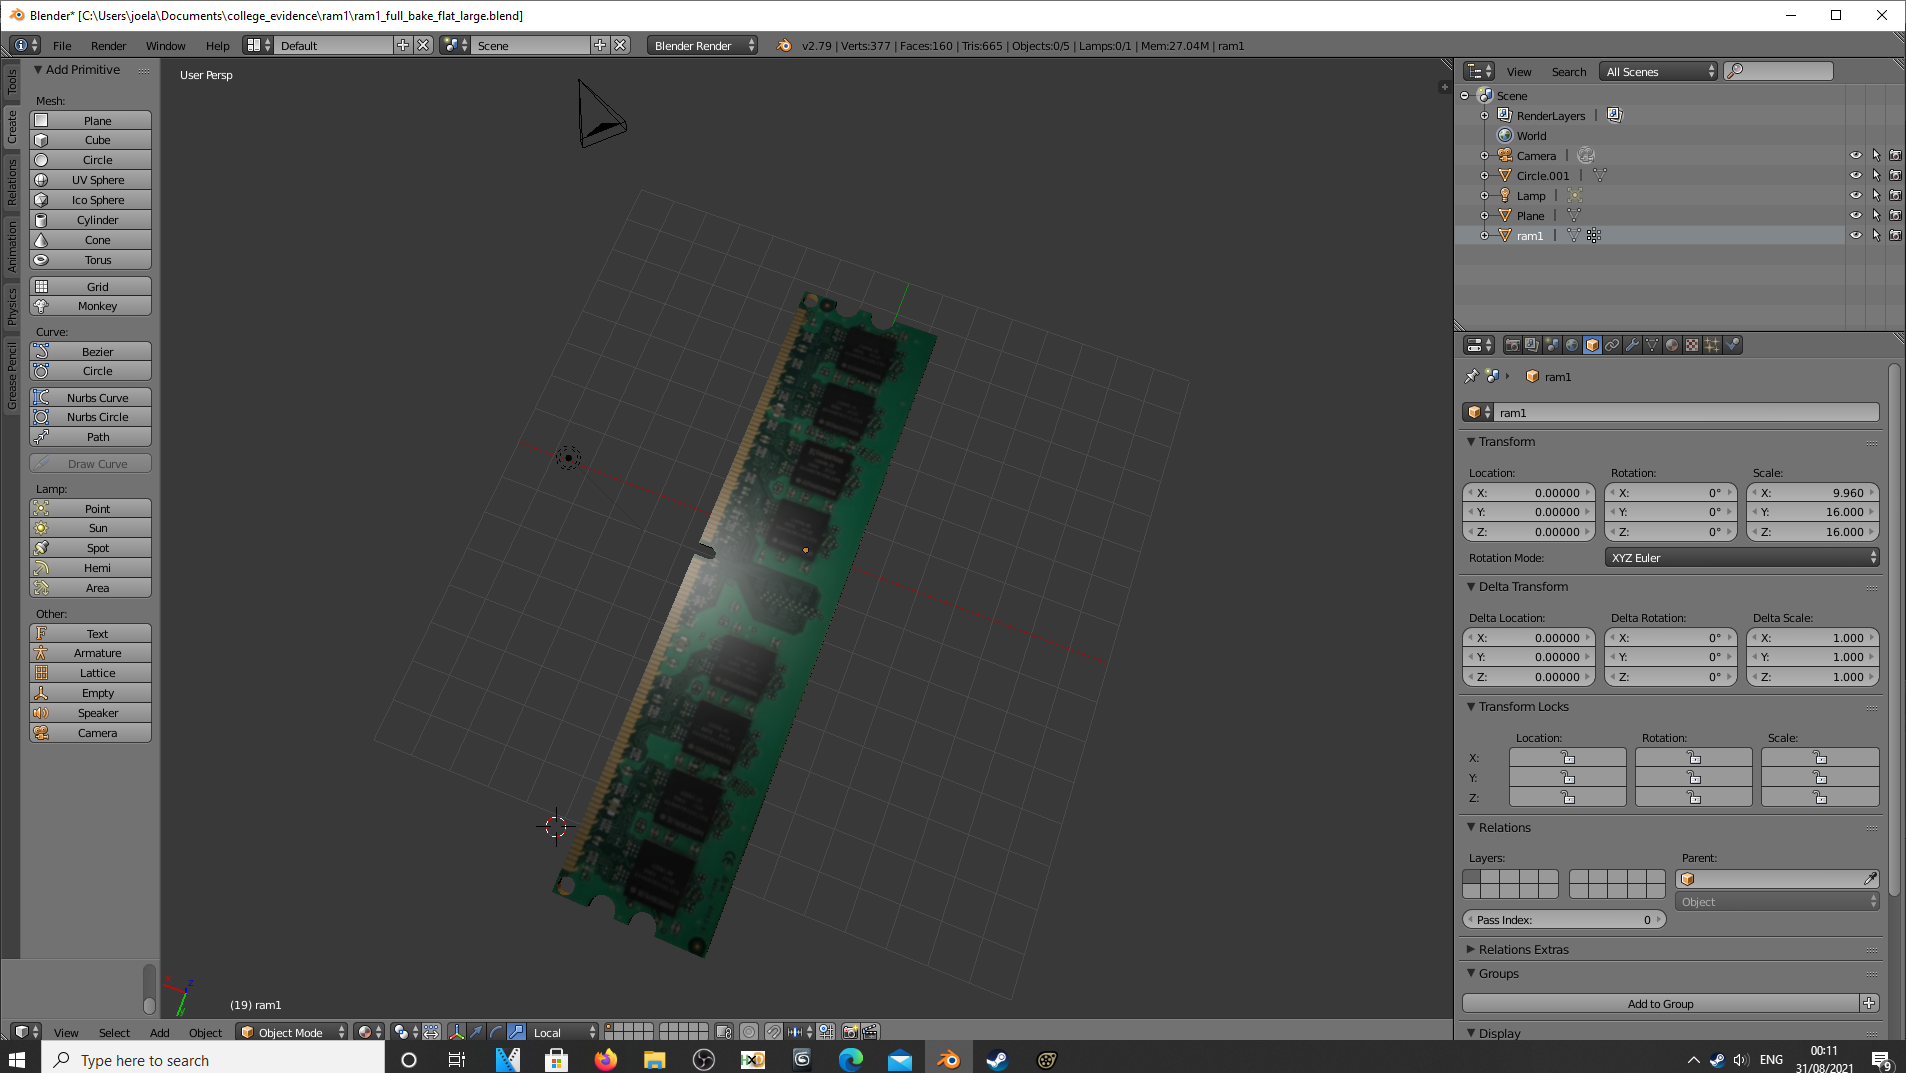 Blender* [C:\Users\joela\Documents\college_evidence\ram1\ram1_full_bake_flat_large.blend]
File Render Window Help Default Scene Blender Render v2.79 | Verts:377 | Faces:160 | Tris:665 | Objects:0/5 | Lamps:0/1 | Mem:27.04M | ram1
Tools
Create
Relations
Animation
Physics
Grease Pencil
Add Primitive
Mesh:
Plane
Cube
Circle
UV Sphere
Ico Sphere
Cylinder
Cone
Torus
Grid
Monkey
Curve:
Bezier
Circle
Nurbs Curve
Nurbs Circle
Path
Draw Curve
Lamp:
Point
Sun
Spot
Hemi
Area
Other:
Text
Armature
Lattice
Empty
Speaker
Camera
User Persp
(19) ram1
View Select Add Object Object Mode Local
View Search All Scenes
Scene
RenderLayers
World
Camera
Circle.001
Lamp
Plane
ram1
ram1
ram1
Transform
Location: Rotation: Scale:
X: 0.00000 X: 0° X: 9.960
Y: 0.00000 Y: 0° Y: 16.000
Z: 0.00000 Z: 0° Z: 16.000
Rotation Mode: XYZ Euler
Delta Transform
Delta Location: Delta Rotation: Delta Scale:
X: 0.00000 X: 0° X: 1.000
Y: 0.00000 Y: 0° Y: 1.000
Z: 0.00000 Z: 0° Z: 1.000
Transform Locks
Location: Rotation: Scale:
X:
Y:
Z:
Relations
Layers: Parent:
Object
Pass Index: 0
Relations Extras
Groups
Add to Group
Display
Type here to search
ENG
00:11
31/08/2021
9